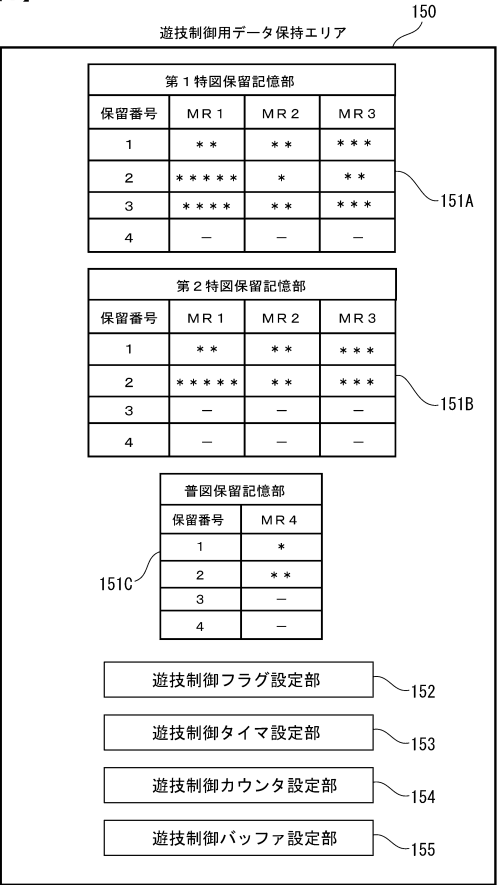 150
遊技制御用データ保持エリア
第1特図保留記憶部
保留番号 MR1 MR2 MR3
1 ** ** ***
2 ***** * **
3 **** ** ***
4 － － －
151A
第2特図保留記憶部
保留番号 MR1 MR2 MR3
1 ** ** ***
2 ***** ** ***
3 － － －
4 － － －
151B
普図保留記憶部
保留番号 MR4
1 *
2 **
3 －
4 －
151C
遊技制御フラグ設定部 152
遊技制御タイマ設定部 153
遊技制御カウンタ設定部 154
遊技制御バッファ設定部 155